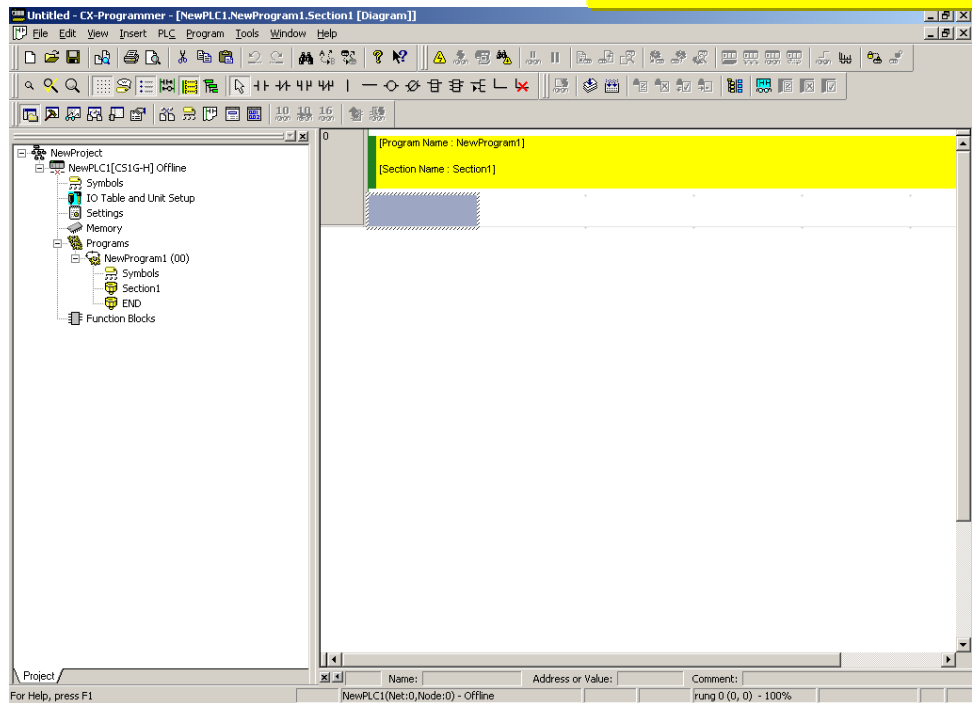 Untitled - CX-Programmer - [NewPLC1.NewProgram1.Section1 [Diagram]]
File Edit View Insert PLC Program Tools Window Help
10 10 16
0
[Program Name : NewProgram1]
[Section Name : Section1]
NewProject
NewPLC1[CS1G-H] Offline
Symbols
IO Table and Unit Setup
Settings
Memory
Programs
NewProgram1 (00)
Symbols
Section1
END
Function Blocks
Project
Name: Address or Value: Comment:
For Help, press F1 NewPLC1(Net:0,Node:0) - Offline rung 0 (0, 0) - 100%